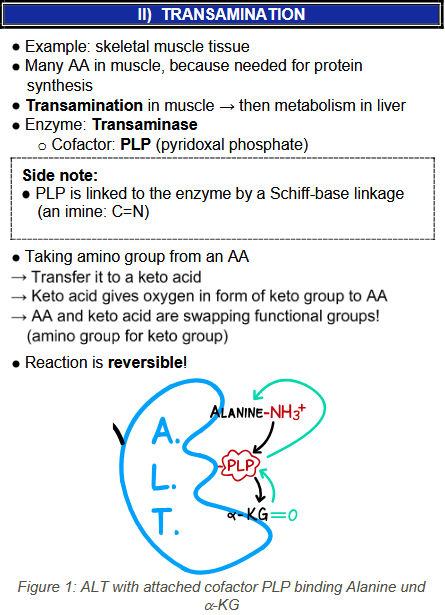 II) TRANSAMINATION
● Example: skeletal muscle tissue
● Many AA in muscle, because needed for protein
synthesis
● Transamination in muscle → then metabolism in liver
● Enzyme: Transaminase
○ Cofactor: PLP (pyridoxal phosphate)
Side note:
● PLP is linked to the enzyme by a Schiff-base linkage
(an imine: C=N)
● Taking amino group from an AA
→ Transfer it to a keto acid
→ Keto acid gives oxygen in form of keto group to AA
→ AA and keto acid are swapping functional groups!
(amino group for keto group)
● Reaction is reversible!
ALANINE-NH3+
A.
-PLP
L.
α-KG=O
T.
Figure 1: ALT with attached cofactor PLP binding Alanine und
α-KG